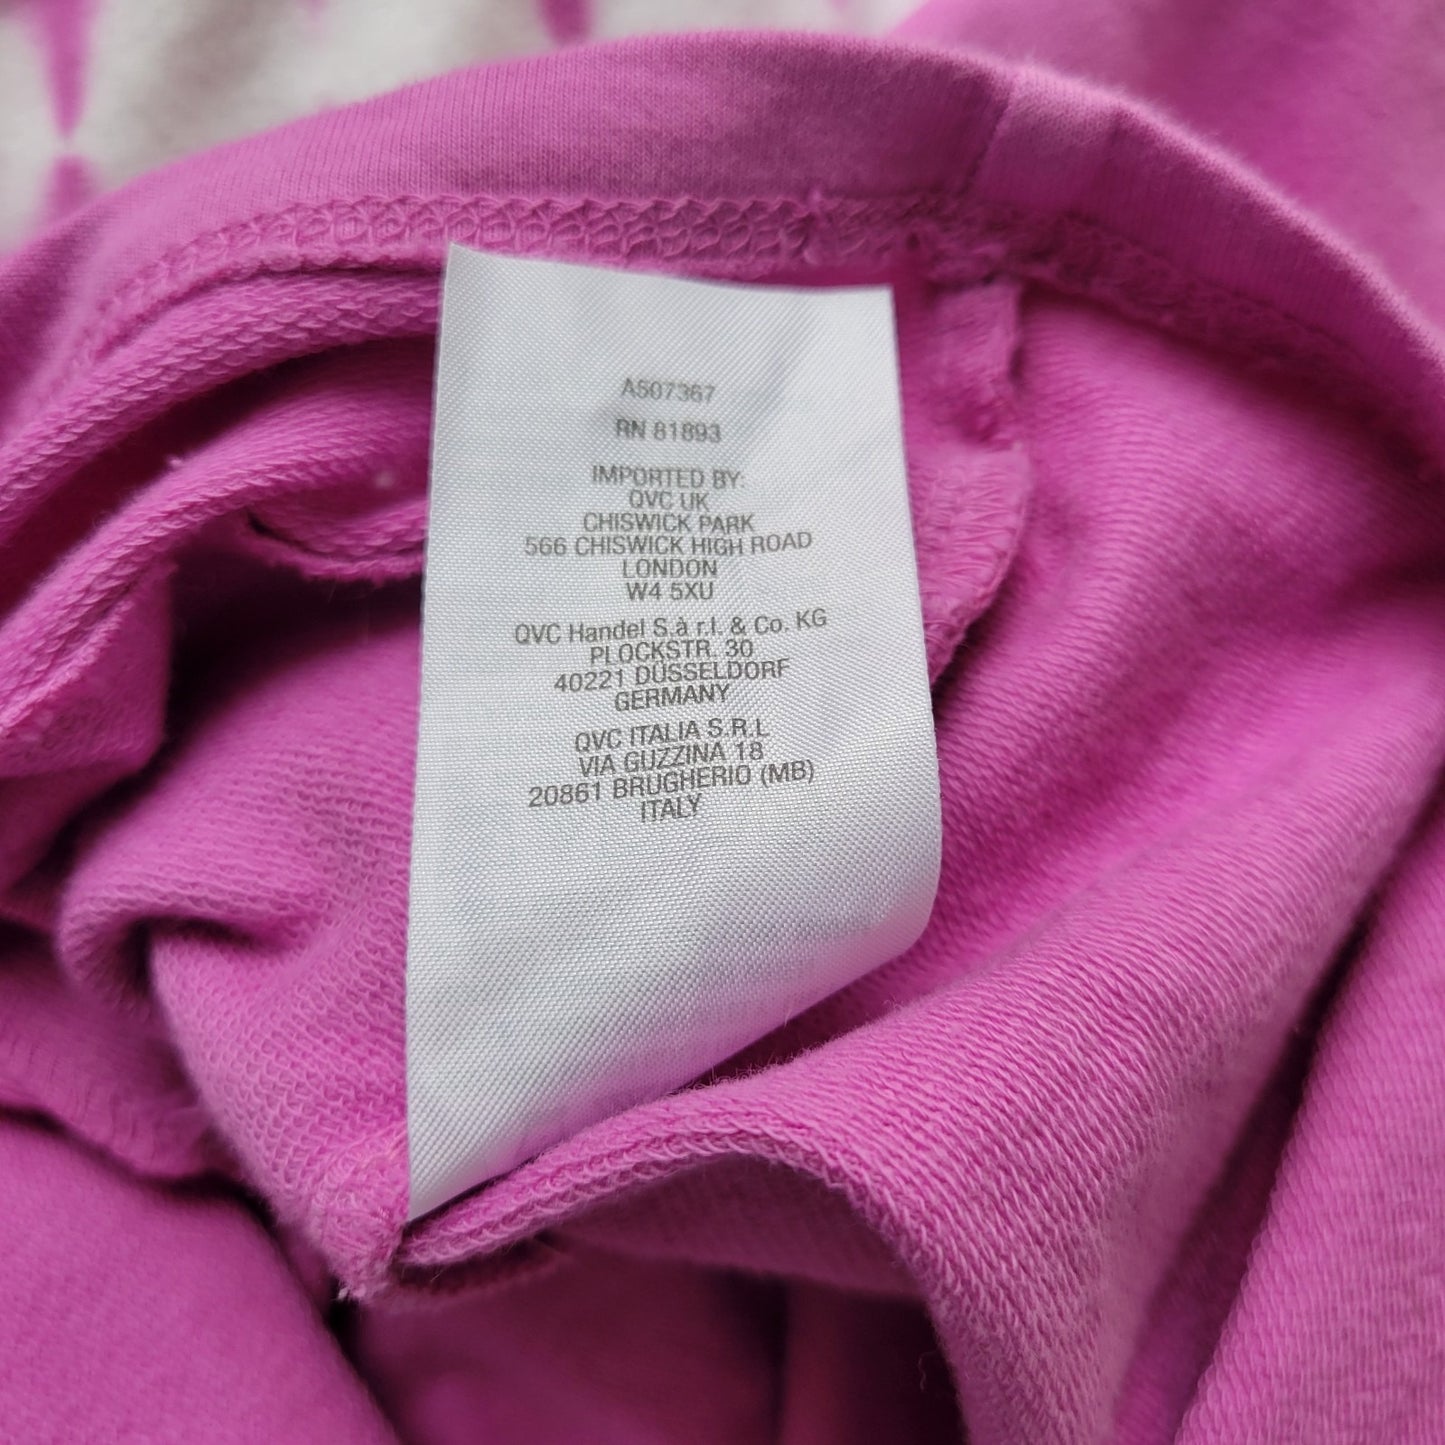 A507367
RN 81893
IMPORTED BY:
QVC UK
CHISWICK PARK
566 CHISWICK HIGH ROAD
LONDON
W4 5XU
QVC Handel S.à r.l. & Co. KG
PLOCKSTR. 30
40221 DÜSSELDORF
GERMANY
QVC ITALIA S.R.L
VIA GUZZINA 18
20861 BRUGHERIO (MB)
ITALY